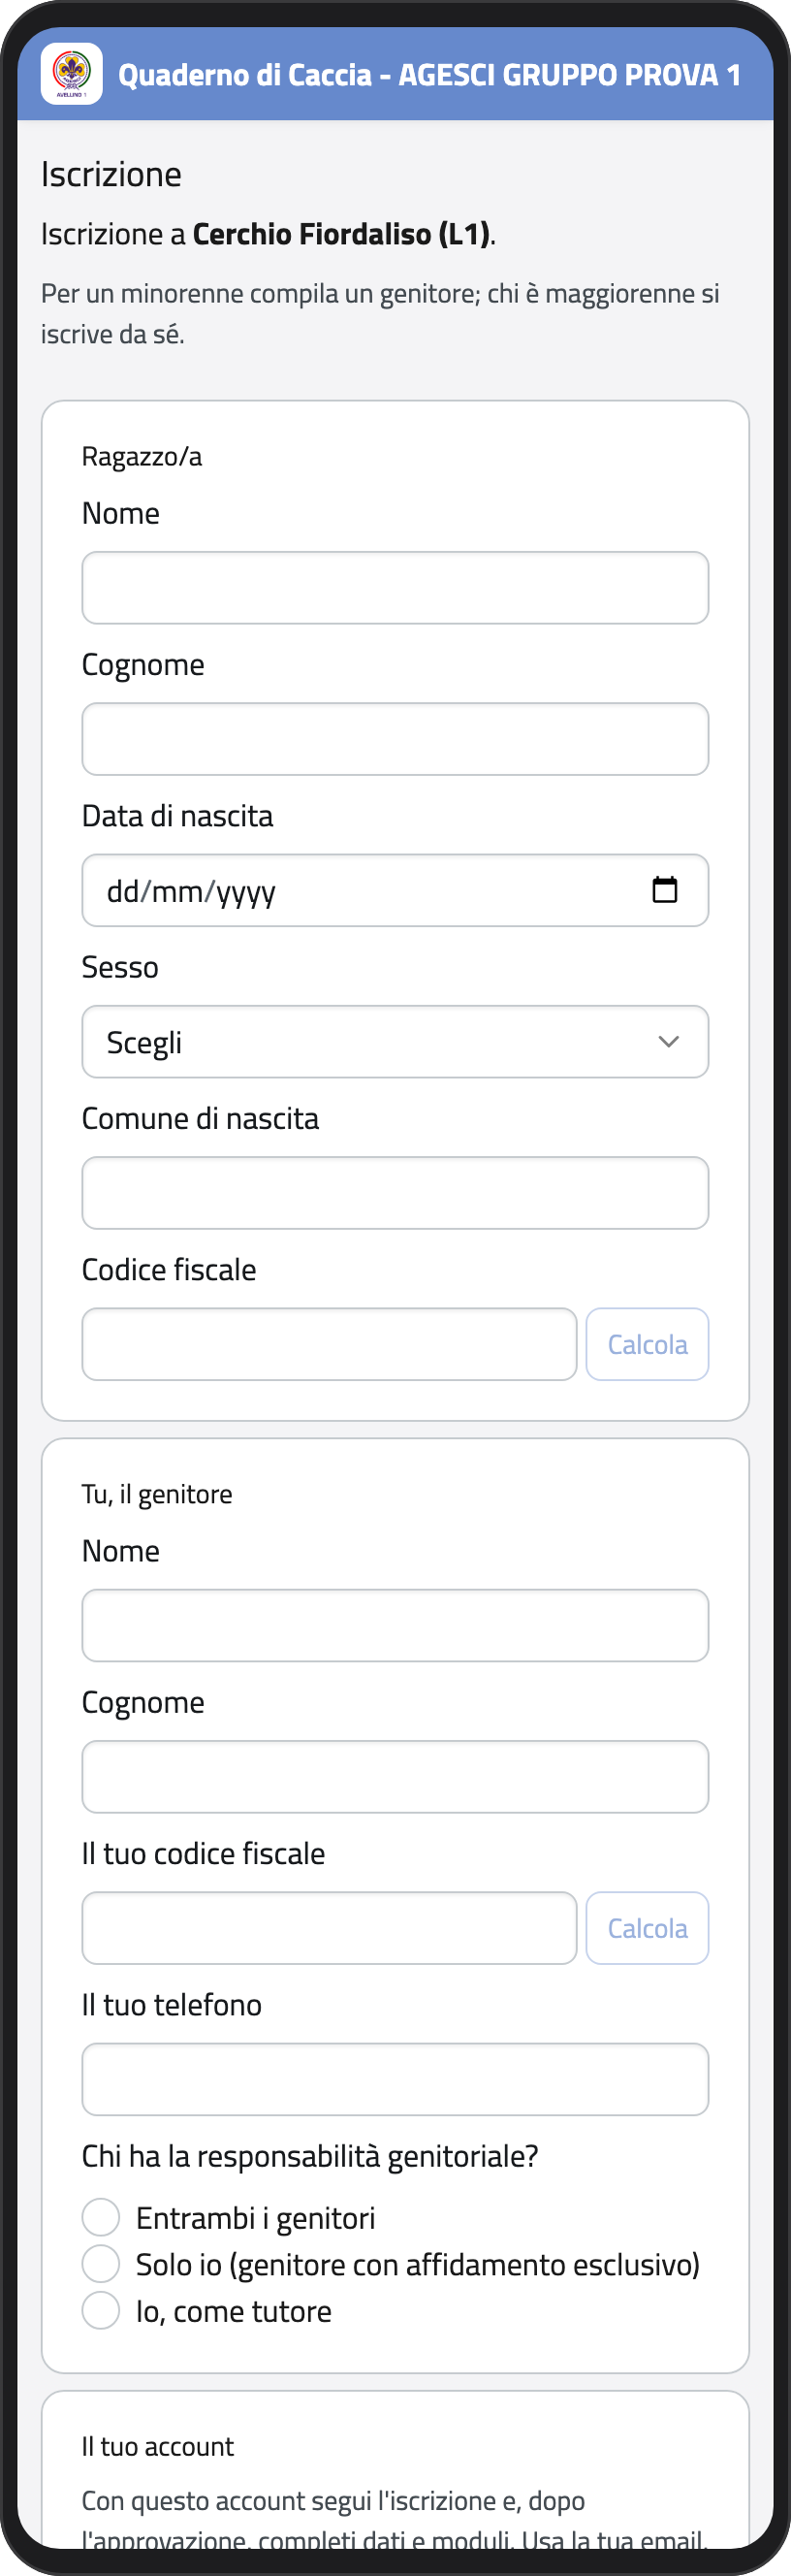 AVELLINO 1
Quaderno di Caccia - AGESCI GRUPPO PROVA 1
Iscrizione
Iscrizione a Cerchio Fiordaliso (L1).
Per un minorenne compila un genitore; chi è maggiorenne si
iscrive da sé.
Ragazzo/a
Nome
Cognome
Data di nascita
dd/mm/yyyy
Sesso
Scegli
Comune di nascita
Codice fiscale
Calcola
Tu, il genitore
Nome
Cognome
Il tuo codice fiscale
Calcola
Il tuo telefono
Chi ha la responsabilità genitoriale?
Entrambi i genitori
Solo io (genitore con affidamento esclusivo)
Io, come tutore
Il tuo account
Con questo account segui l'iscrizione e, dopo
l'approvazione, completi dati e moduli. Usa la tua email.